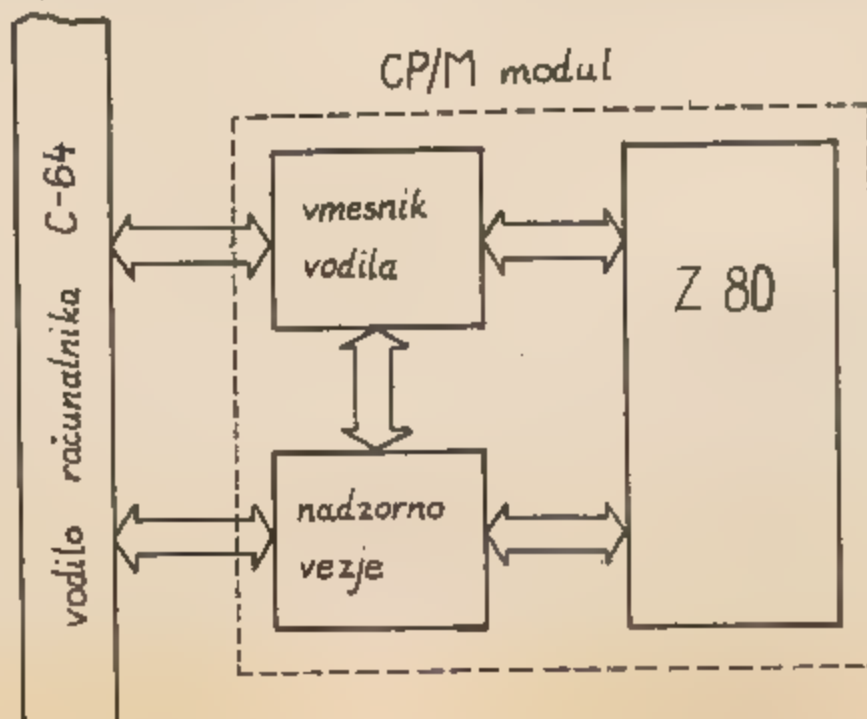 CP/M modul
vodilo računalnika C-64
vmesnik
vodila
Z 80
nadzorno
vezje